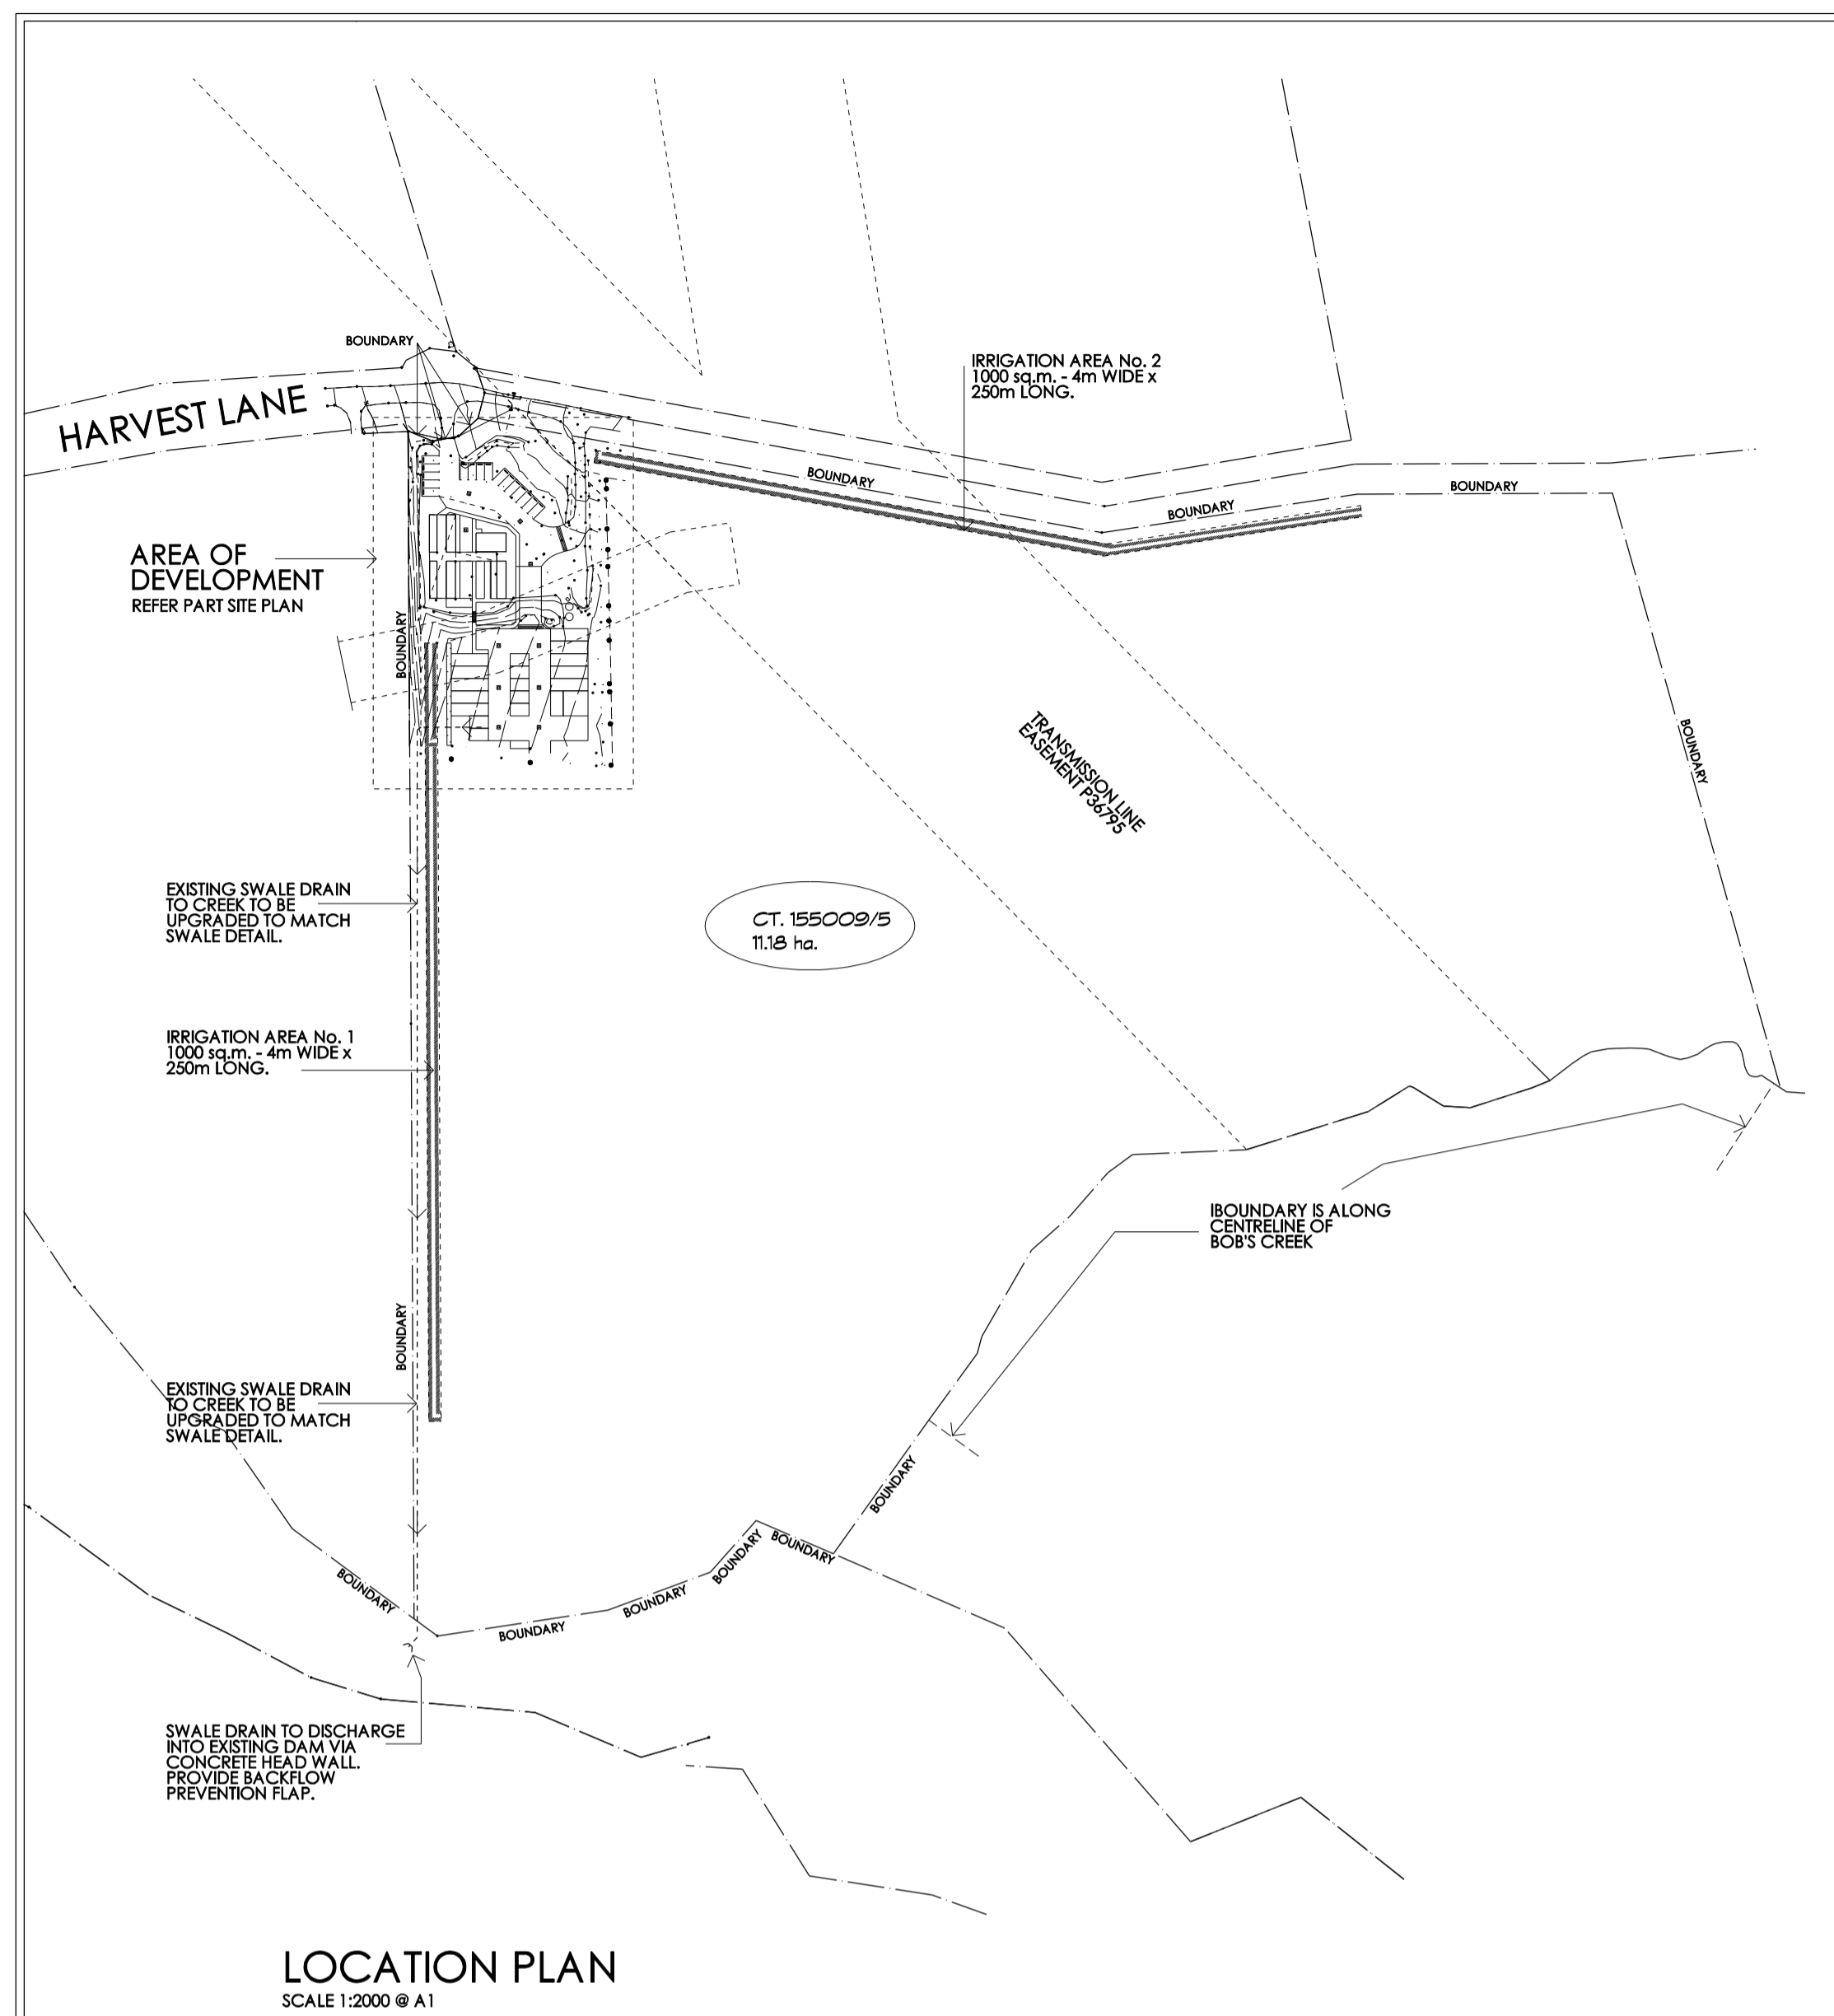 BOUNDARY
HARVEST LANE
IRRIGATION AREA No. 2
1000 sq.m. - 4m WIDE x
250m LONG.
BOUNDARY
BOUNDARY
BOUNDARY
AREA OF
DEVELOPMENT
REFER PART SITE PLAN
BOUNDARY
TRANSMISSION LINE
EASEMENT P36795
BOUNDARY
EXISTING SWALE DRAIN
TO CREEK TO BE
UPGRADED TO MATCH
SWALE DETAIL.
CT. 155009/5
11.18 ha.
IRRIGATION AREA No. 1
1000 sq.m. - 4m WIDE x
250m LONG.
IBOUNDARY IS ALONG
CENTRELINE OF
BOB'S CREEK
BOUNDARY
EXISTING SWALE DRAIN
TO CREEK TO BE
UPGRADED TO MATCH
SWALE DETAIL.
BOUNDARY
BOUNDARY
BOUNDARY
BOUNDARY
BOUNDARY
BOUNDARY
SWALE DRAIN TO DISCHARGE
INTO EXISTING DAM VIA
CONCRETE HEAD WALL.
PROVIDE BACKFLOW
PREVENTION FLAP.
LOCATION PLAN
SCALE 1:2000 @ A1